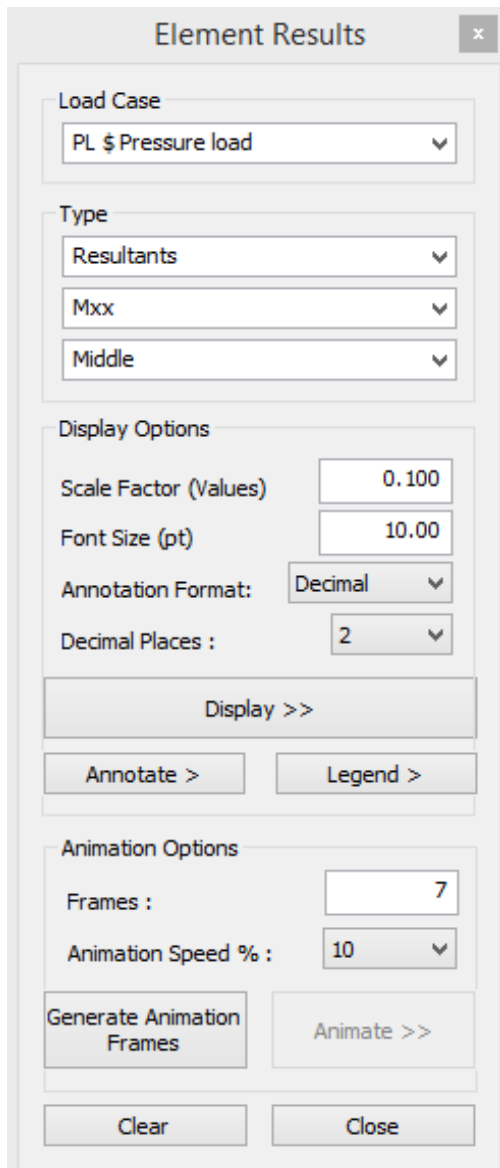 Element Results
x
Load Case
PL $ Pressure load
Type
Resultants
Mxx
Middle
Display Options
Scale Factor (Values) 0.100
Font Size (pt) 10.00
Annotation Format: Decimal
Decimal Places : 2
Display >>
Annotate > Legend >
Animation Options
Frames : 7
Animation Speed % : 10
Generate Animation
Frames
Animate >>
Clear Close